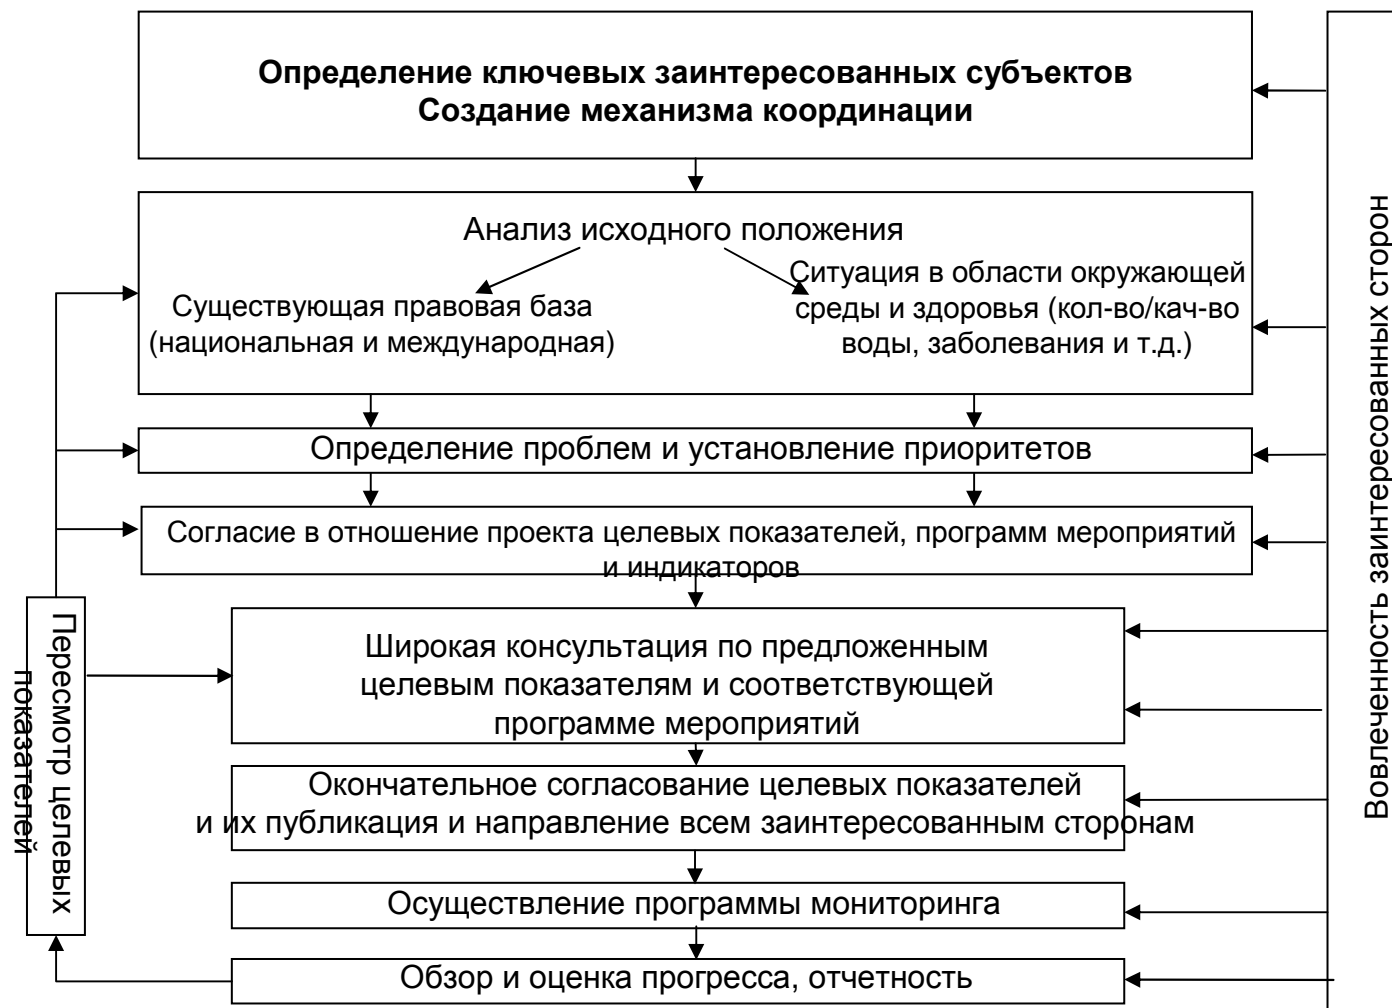 Определение ключевых заинтересованных субъектов
Создание механизма координации
Анализ исходного положения
Существующая правовая база
(национальная и международная)
Ситуация в области окружающей
среды и здоровья (кол-во/кач-во
воды, заболевания и т.д.)
Определение проблем и установление приоритетов
Согласие в отношение проекта целевых показателей, программ мероприятий
и индикаторов
Широкая консультация по предложенным
целевым показателям и соответствующей
программе мероприятий
Окончательное согласование целевых показателей
и их публикация и направление всем заинтересованным сторонам
Осуществление программы мониторинга
Обзор и оценка прогресса, отчетность
Пересмотр целевых
показателей
Вовлеченность заинтересованных сторон